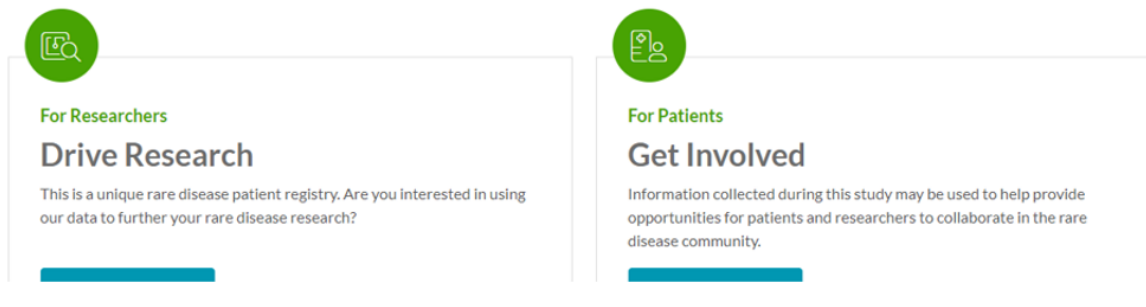 For Researchers
Drive Research
This is a unique rare disease patient registry. Are you interested in using
our data to further your rare disease research?
For Patients
Get Involved
Information collected during this study may be used to help provide
opportunities for patients and researchers to collaborate in the rare
disease community.